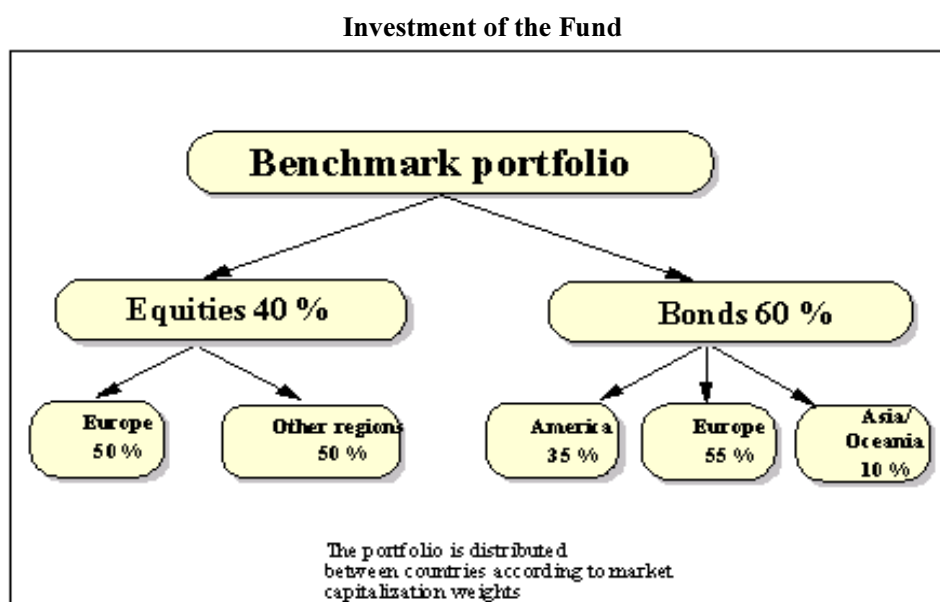 Investment of the Fund
Benchmark portfolio
Equities 40 %
Bonds 60 %
Europe
50 %
Other regions
50 %
America
35 %
Europe
55 %
Asia/
Oceania
10 %
The portfolio is distributed
between countries according to market
capitalization weights